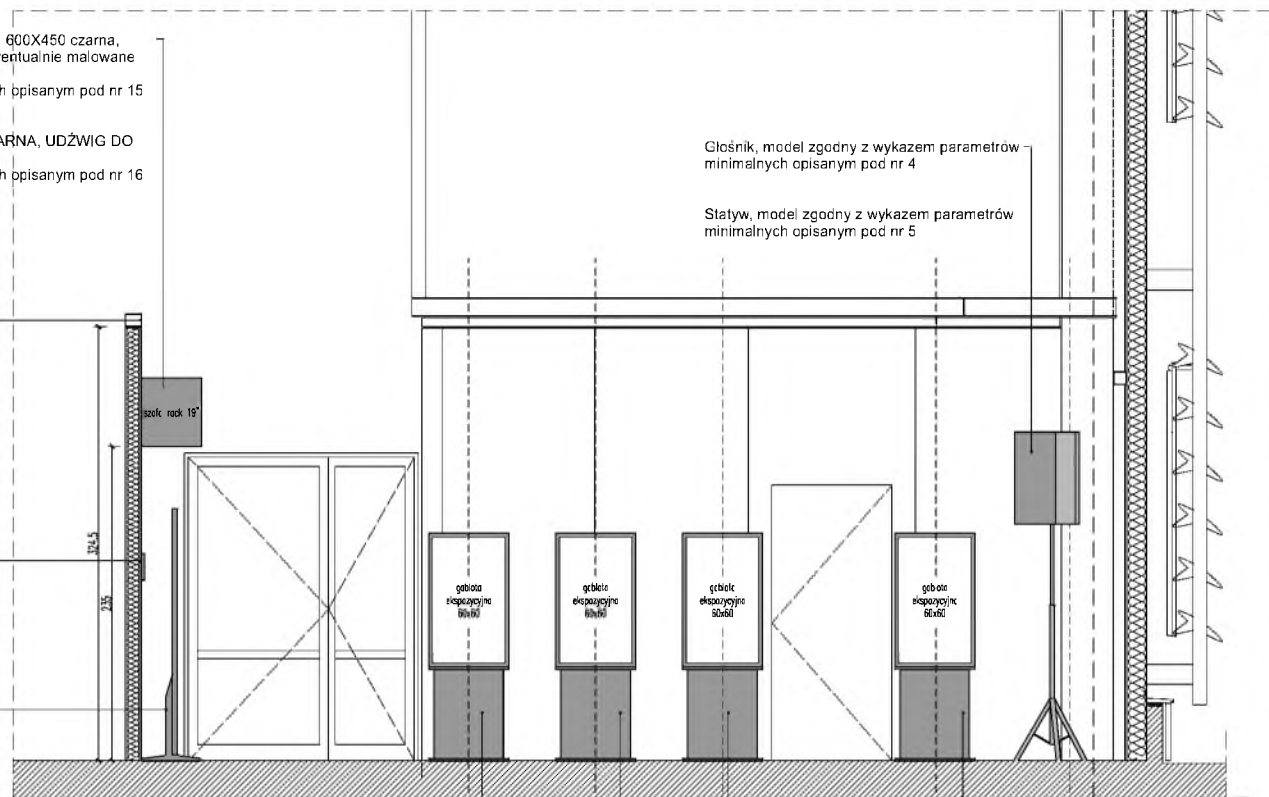 600X450 czarna,
entualnie malowane
h opisanym pod nr 15
ARNA, UDŹWIG DO
h opisanym pod nr 16
Głośnik, model zgodny z wykazem parametrów
minimalnych opisanym pod nr 4
Statyw, model zgodny z wykazem parametrów
minimalnych opisanym pod nr 5
szafa rack 19"
324,5
235
gablota
ekspozycyjna
60x60
gablota
ekspozycyjna
60x60
gablota
ekspozycyjna
60x60
gablota
ekspozycyjna
60x60